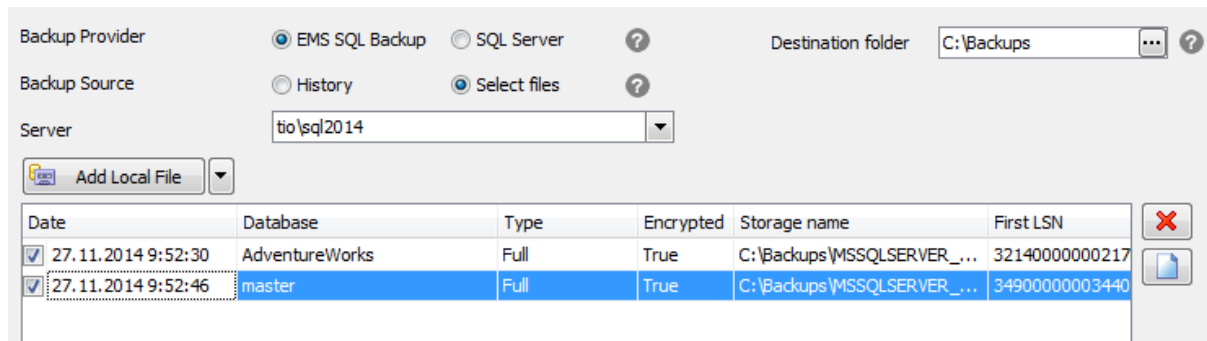 Backup Provider EMS SQL Backup SQL Server ? Destination folder C:\Backups ... ?
Backup Source History Select files ?
Server tio\sql2014
Add Local File
Date Database Type Encrypted Storage name First LSN
27.11.2014 9:52:30 AdventureWorks Full True C:\Backups\MSSQLSERVER_... 32140000000217
27.11.2014 9:52:46 master Full True C:\Backups\MSSQLSERVER_... 34900000003440